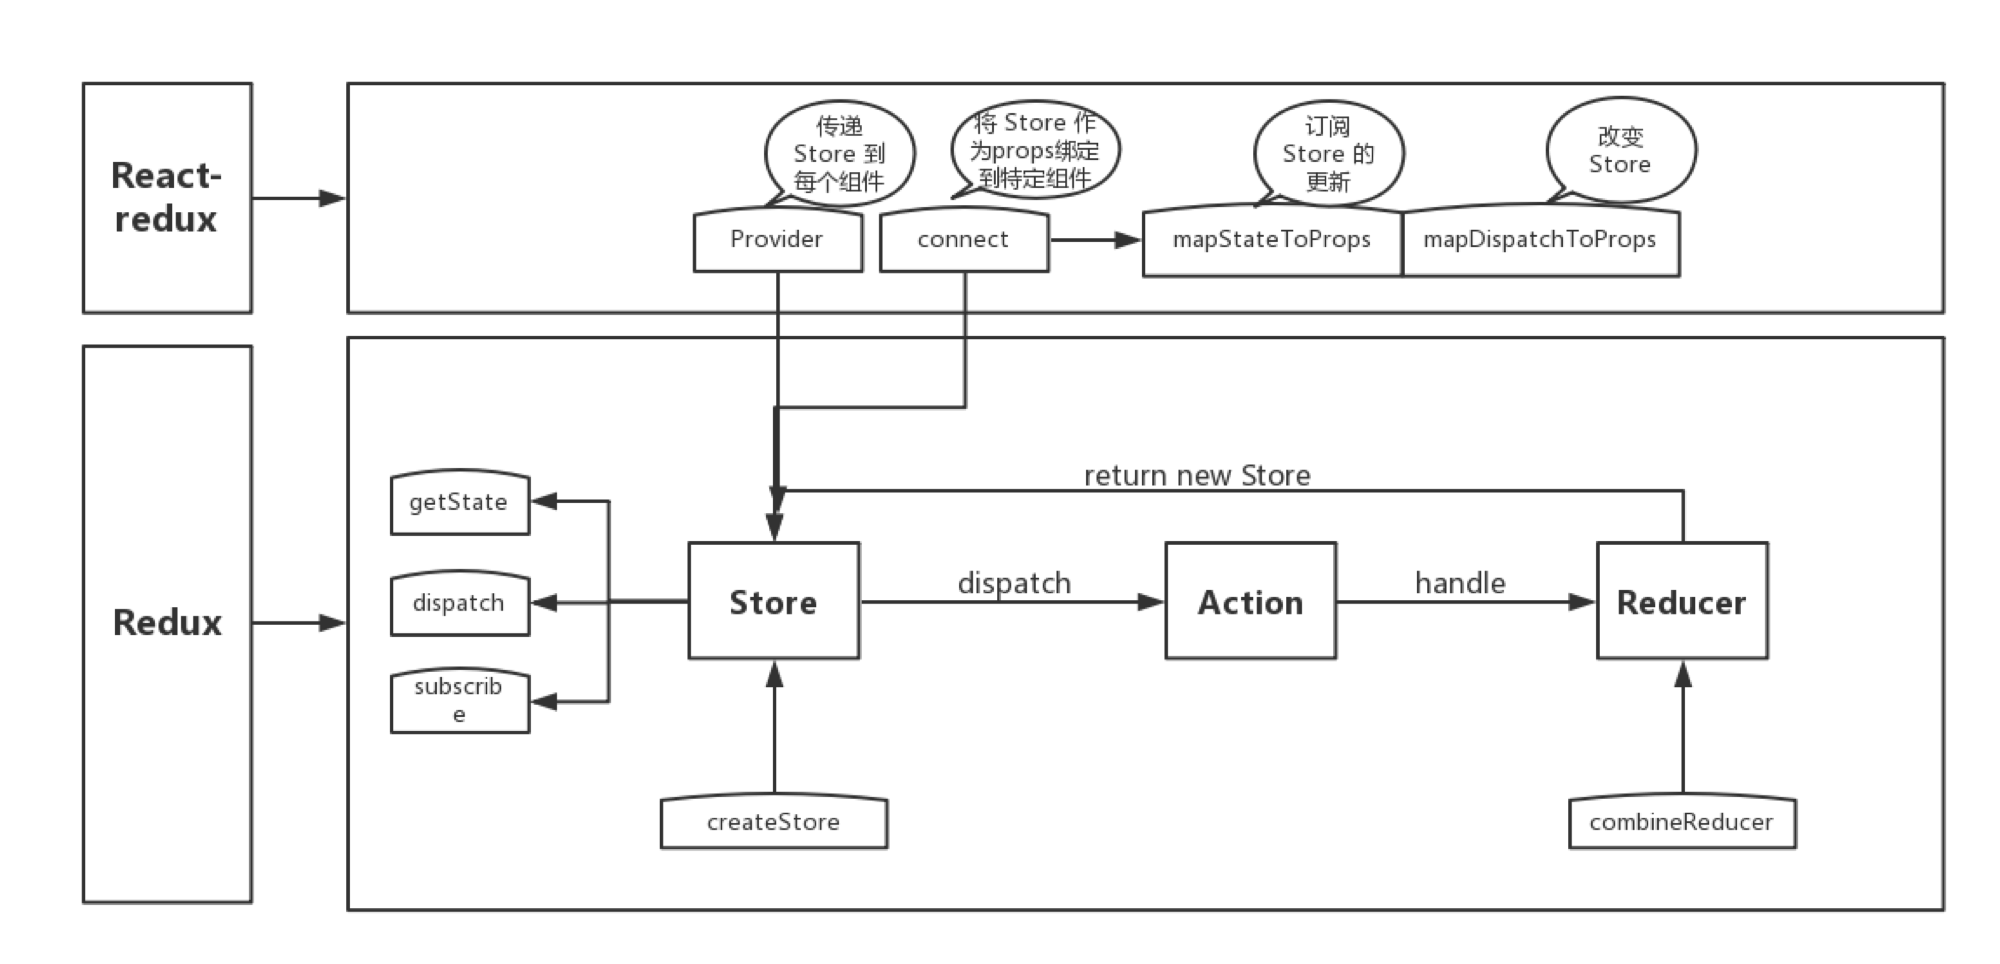 React-
redux
传递
Store 到
每个组件
将 Store 作
为props绑定
到特定组件
订阅
Store 的
更新
改变
Store
Provider
connect
mapStateToProps
mapDispatchToProps
Redux
return new Store
getState
dispatch
subscrib
e
Store
dispatch
Action
handle
Reducer
createStore
combineReducer